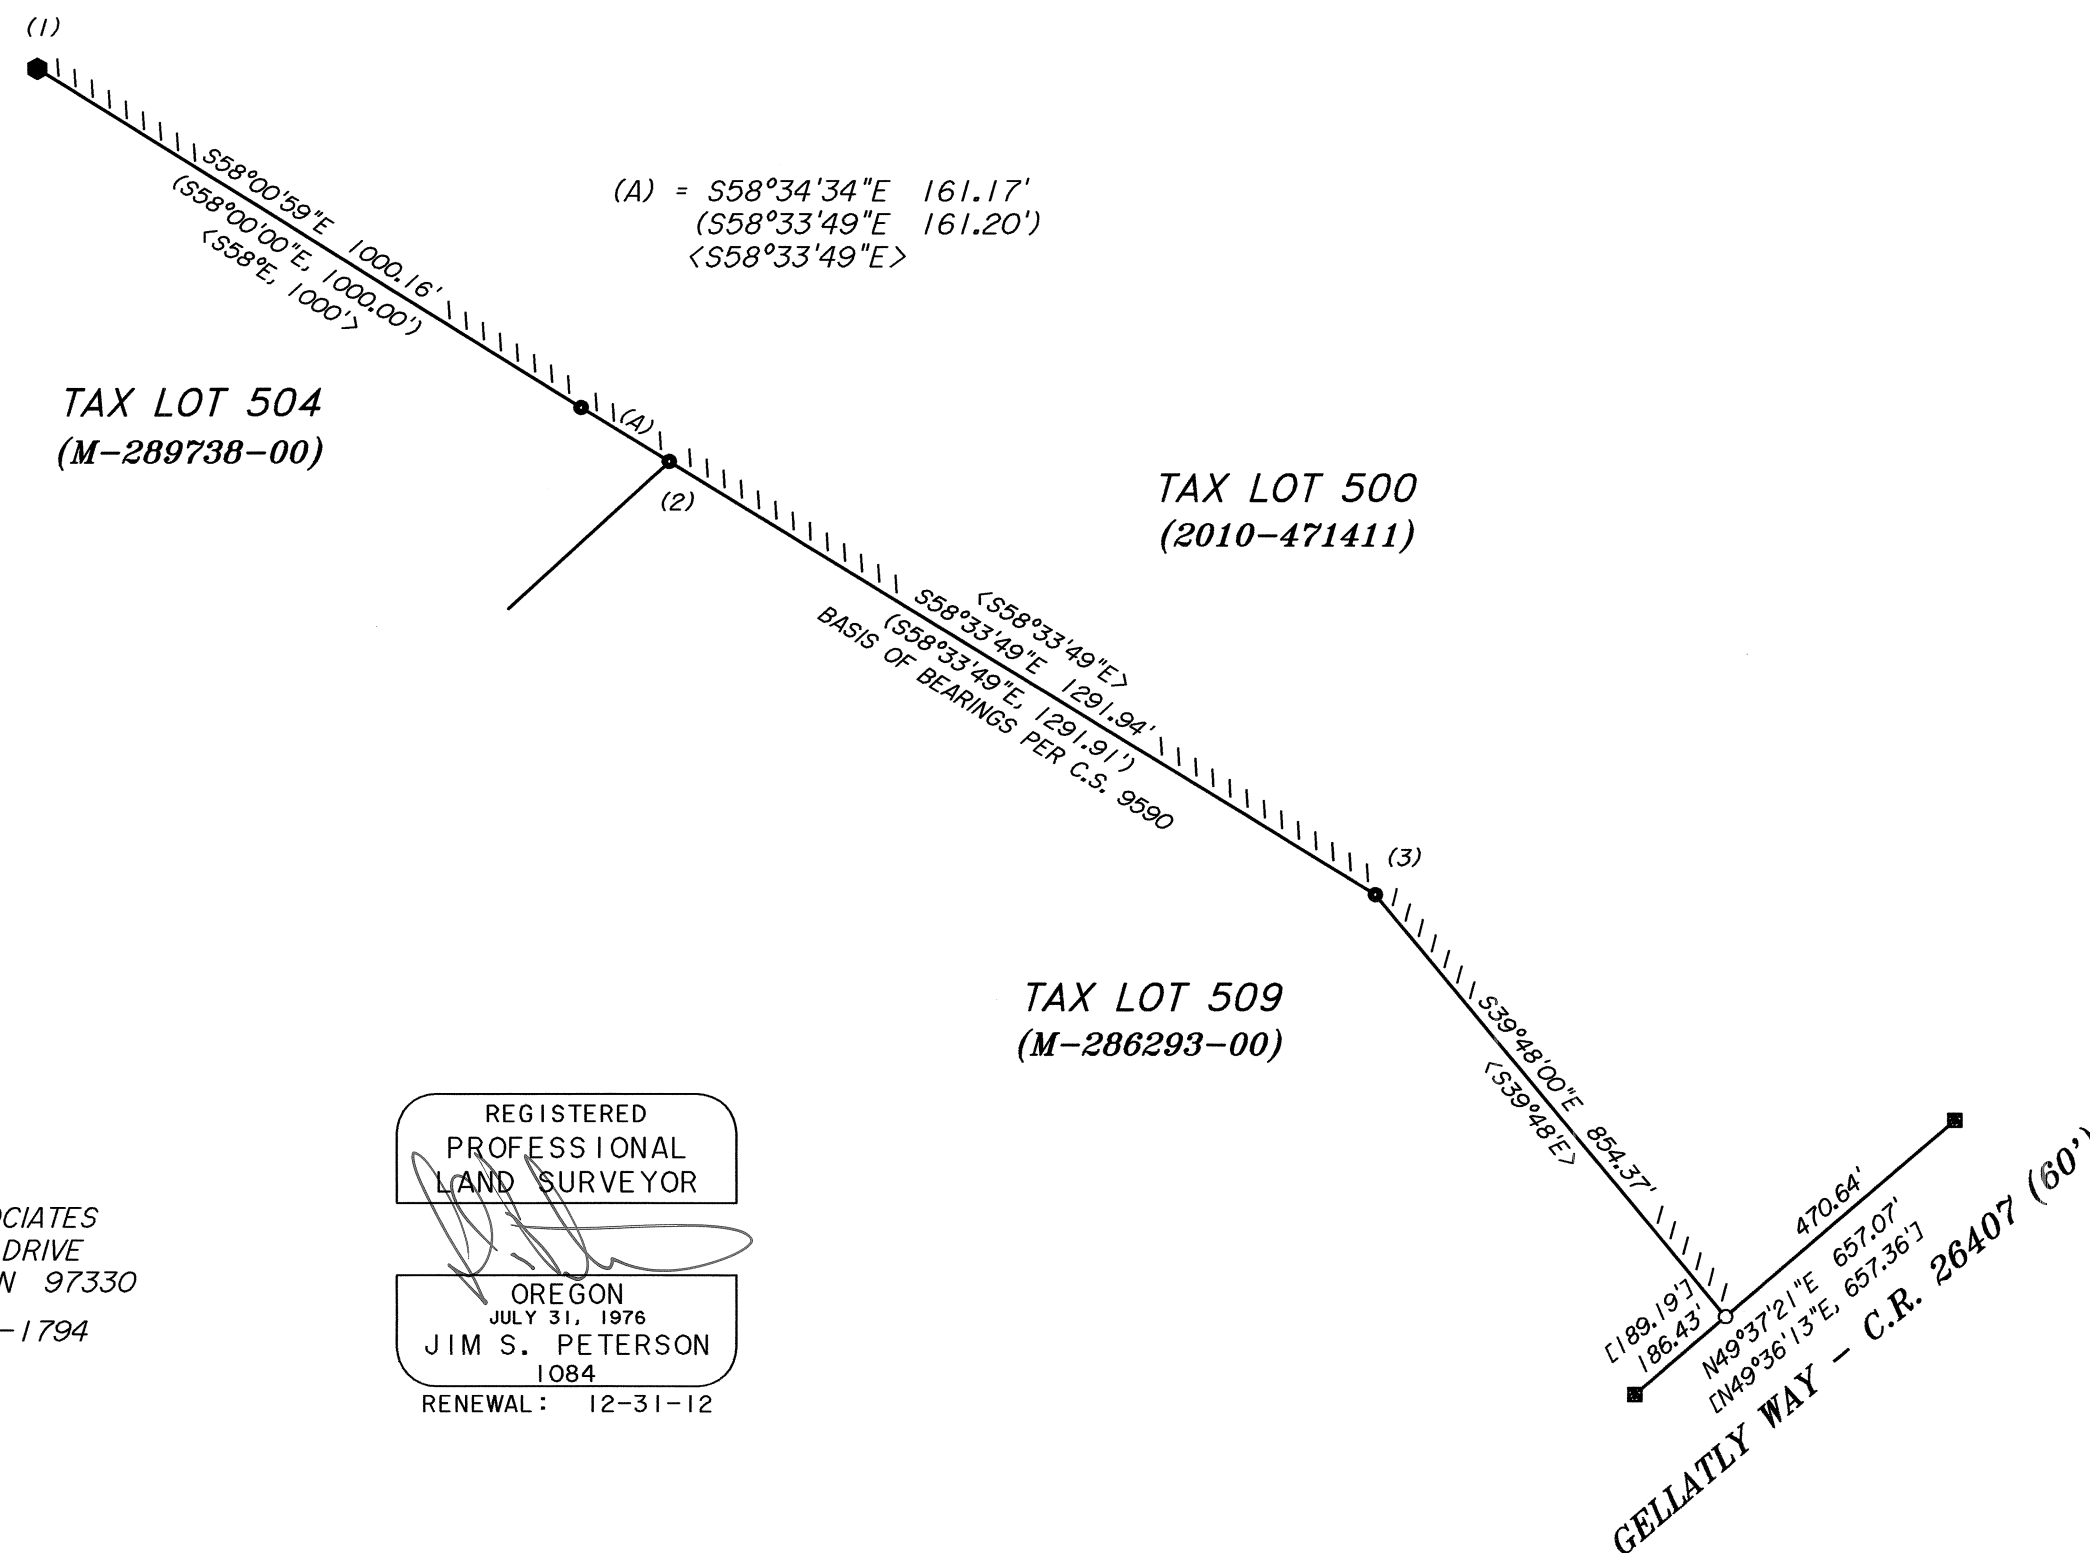 (1)
S58°00'59"E 1000.16'
(S58°00'00"E, 1000.00')
<S58°E, 1000'>
(A) = S58°34'34"E 161.17'
(S58°33'49"E 161.20')
<S58°33'49"E>
TAX LOT 504
(M-289738-00)
(A)
(2)
TAX LOT 500
(2010-471411)
<S58°33'49"E>
S58°33'49"E 1291.94'
(S58°33'49"E, 1291.91')
BASIS OF BEARINGS PER C.S. 9590
(3)
TAX LOT 509
(M-286293-00)
S39°48'00"E 854.37'
<S39°48'E>
470.64'
[189.19']
186.43'
N49°37'21"E 657.07'
[N49°36'13"E, 657.36']
GELLATLY WAY - C.R. 26407 (60')
CIATES
DRIVE
N 97330
-1794
REGISTERED
PROFESSIONAL
LAND SURVEYOR
OREGON
JULY 31, 1976
JIM S. PETERSON
1084
RENEWAL: 12-31-12